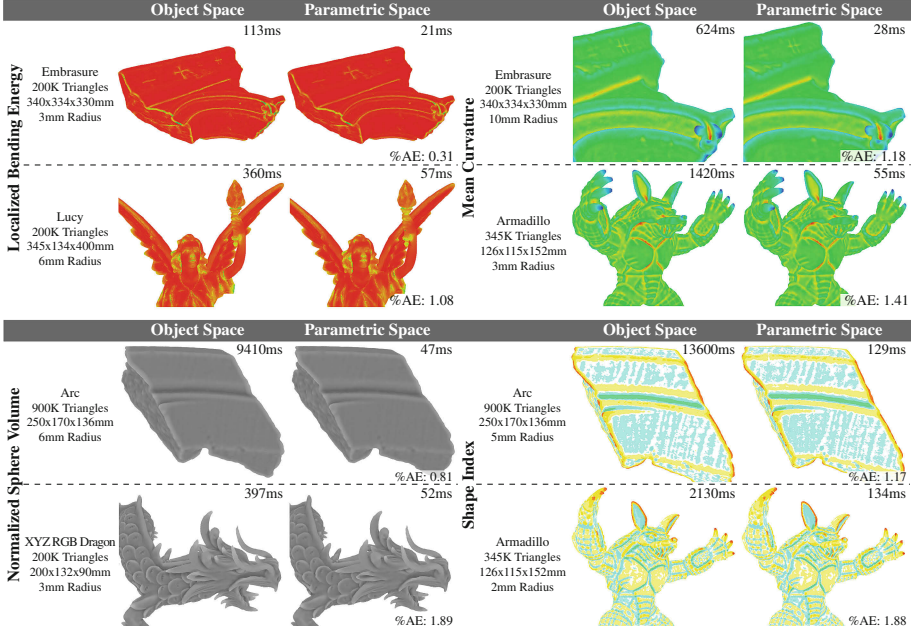 Object Space Parametric Space
Localized Bending Energy
Embrasure
200K Triangles
340x334x330mm
3mm Radius
113ms
21ms
%AE: 0.31
Lucy
200K Triangles
345x134x400mm
6mm Radius
360ms
57ms
%AE: 1.08
Object Space Parametric Space
Mean Curvature
Embrasure
200K Triangles
340x334x330mm
10mm Radius
624ms
28ms
%AE: 1.18
Armadillo
345K Triangles
126x115x152mm
3mm Radius
1420ms
55ms
%AE: 1.41
Object Space Parametric Space
Normalized Sphere Volume
Arc
900K Triangles
250x170x136mm
6mm Radius
9410ms
47ms
%AE: 0.81
XYZ RGB Dragon
200K Triangles
200x132x90mm
3mm Radius
397ms
52ms
%AE: 1.89
Object Space Parametric Space
Shape Index
Arc
900K Triangles
250x170x136mm
5mm Radius
13600ms
129ms
%AE: 1.17
Armadillo
345K Triangles
126x115x152mm
2mm Radius
2130ms
134ms
%AE: 1.88